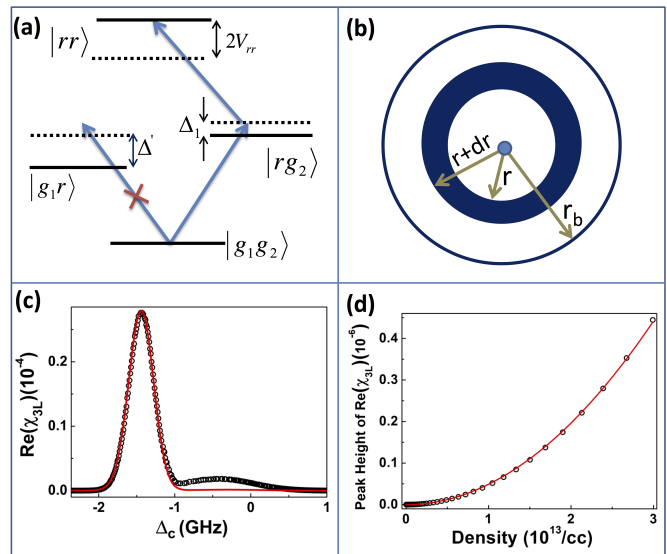 (a)
|rr⟩
2V_rr
Δ_1
Δ'
|rg_2⟩
|g_1r⟩
|g_1g_2⟩
(b)
r+dr
r
r_b
(c)
Re(χ_3L)(10^-4)
0.2
0.1
0.0
-2 -1 0 1
Δ_c (GHz)
(d)
Peak Height of Re(χ_3L)(10^-6)
0.4
0.3
0.2
0.1
0.0
0 1 2 3
Density (10^13/cc)